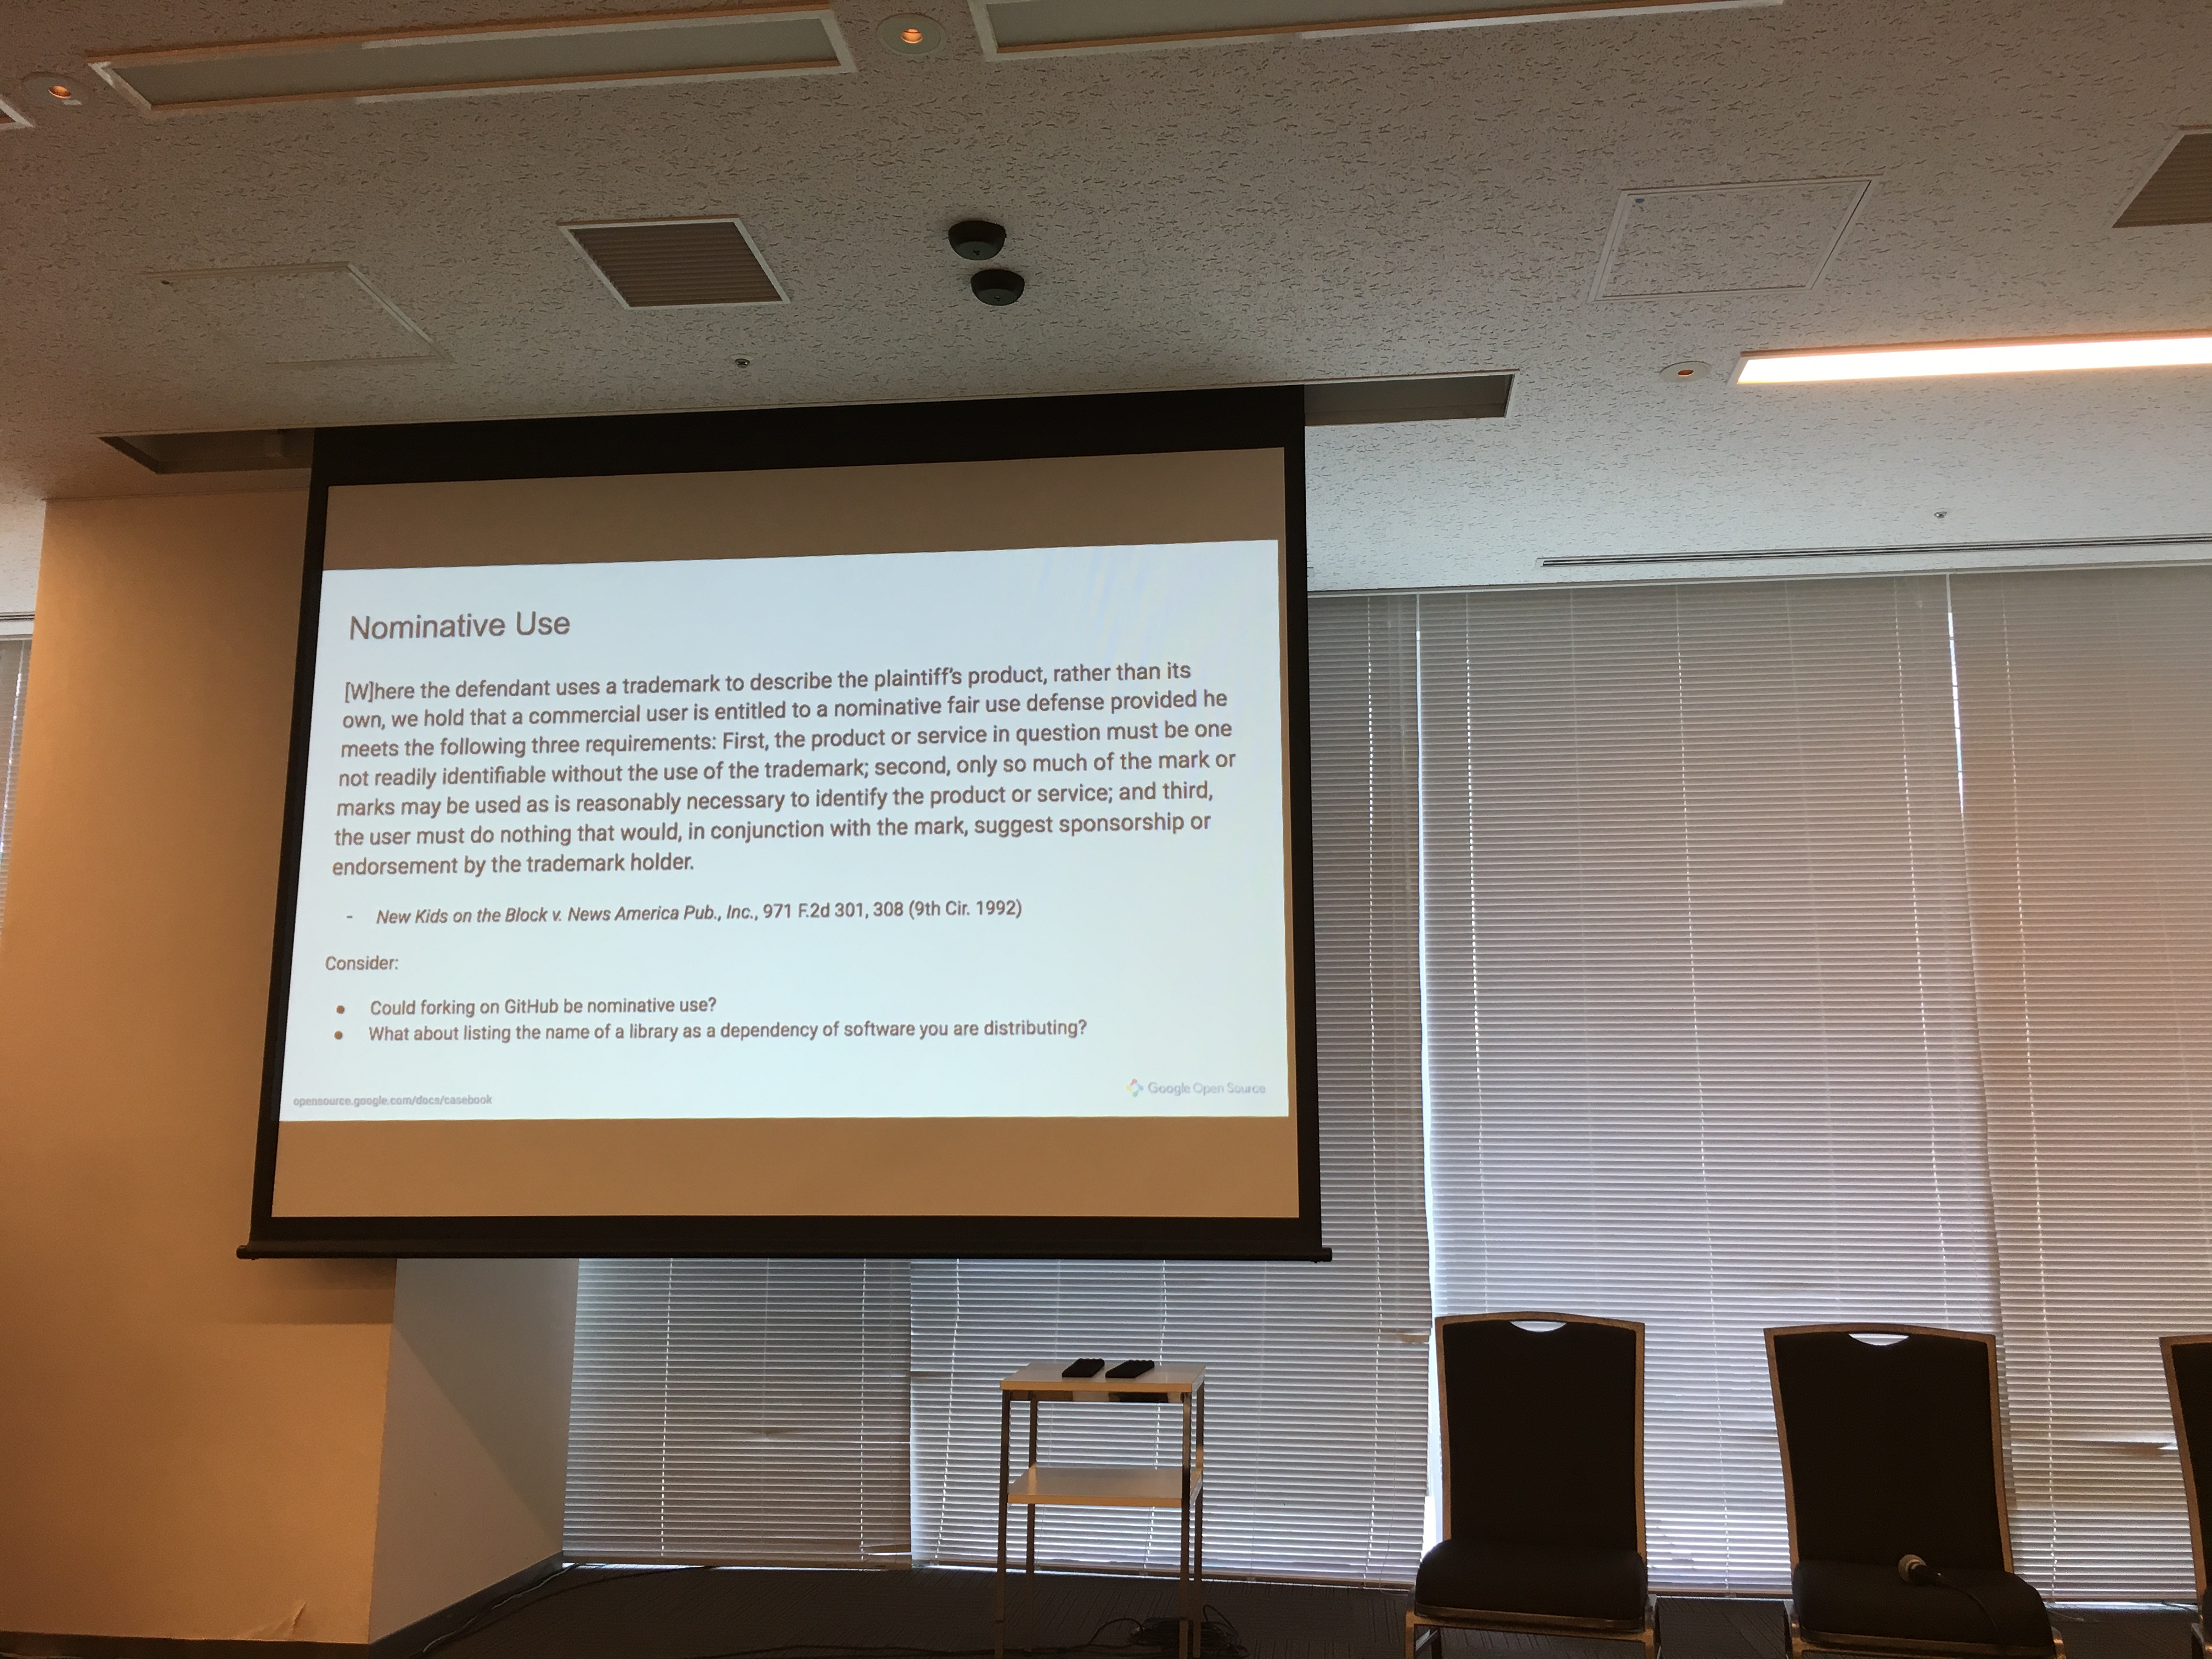 Nominative Use
[W]here the defendant uses a trademark to describe the plaintiff's product, rather than its
own, we hold that a commercial user is entitled to a nominative fair use defense provided he
meets the following three requirements: First, the product or service in question must be one
not readily identifiable without the use of the trademark; second, only so much of the mark or
marks may be used as is reasonably necessary to identify the product or service; and third,
the user must do nothing that would, in conjunction with the mark, suggest sponsorship or
endorsement by the trademark holder.
- New Kids on the Block v. News America Pub., Inc., 971 F.2d 301, 308 (9th Cir. 1992)
Consider:
● Could forking on GitHub be nominative use?
● What about listing the name of a library as a dependency of software you are distributing?
opensource.google.com/docs/casebook
Google Open Source